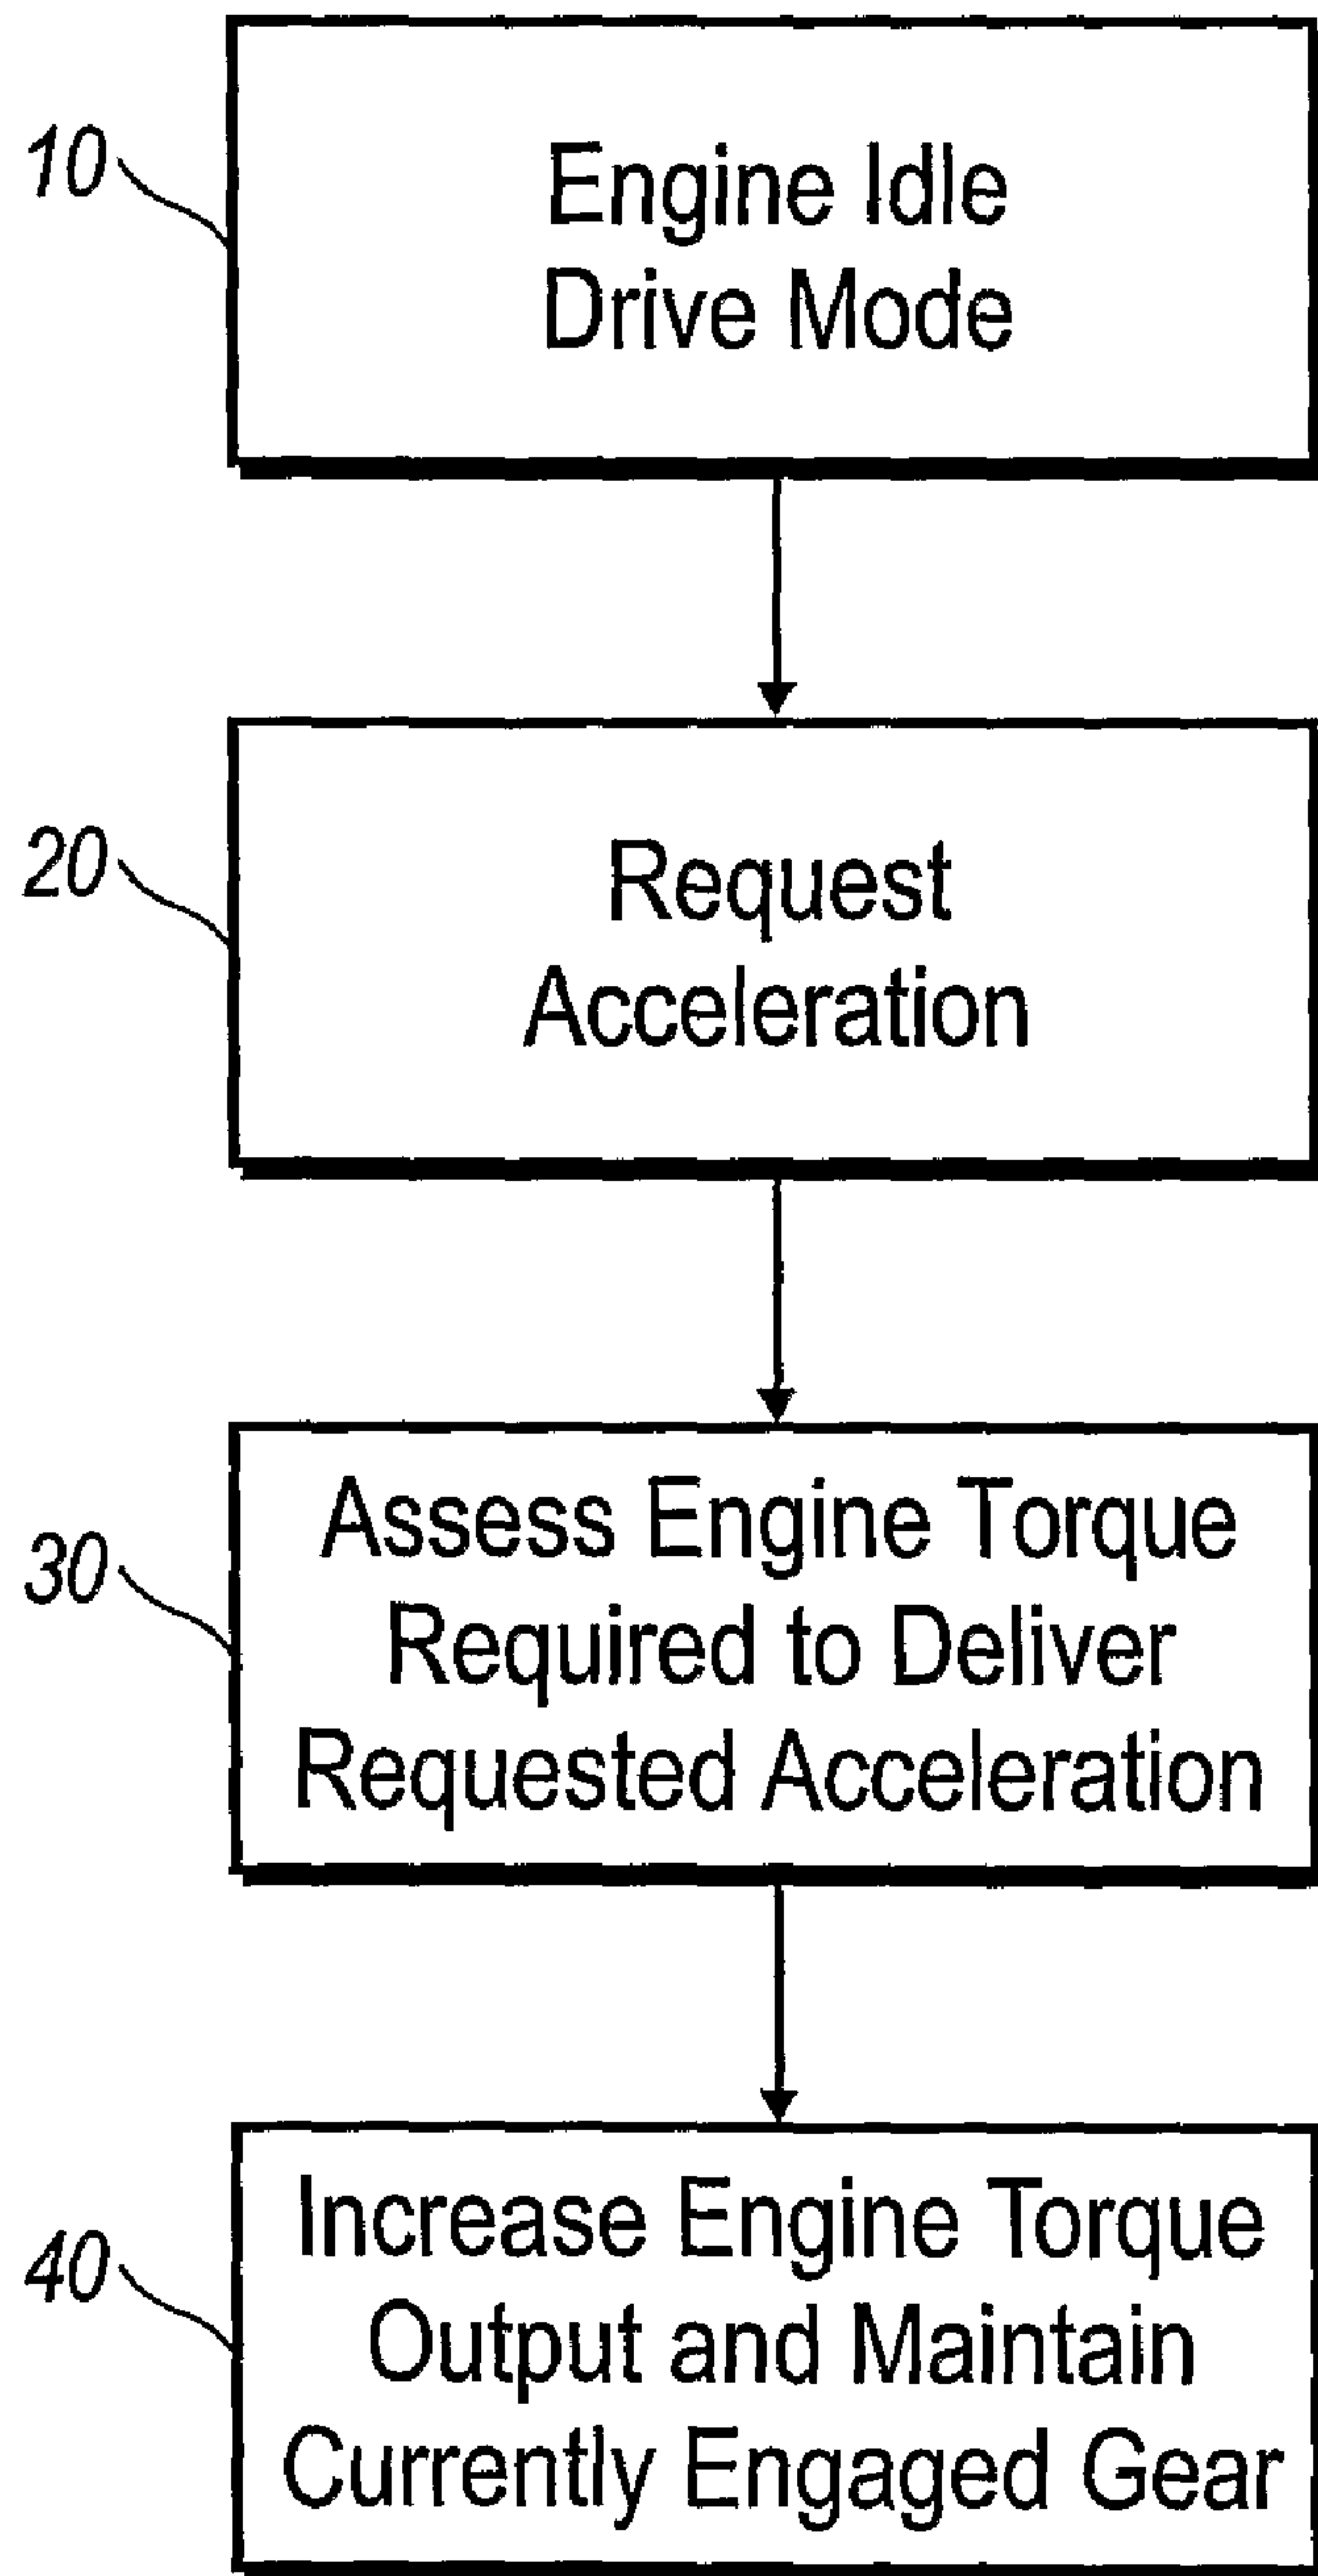 10
Engine Idle
Drive Mode
20
Request
Acceleration
30
Assess Engine Torque
Required to Deliver
Requested Acceleration
40
Increase Engine Torque
Output and Maintain
Currently Engaged Gear